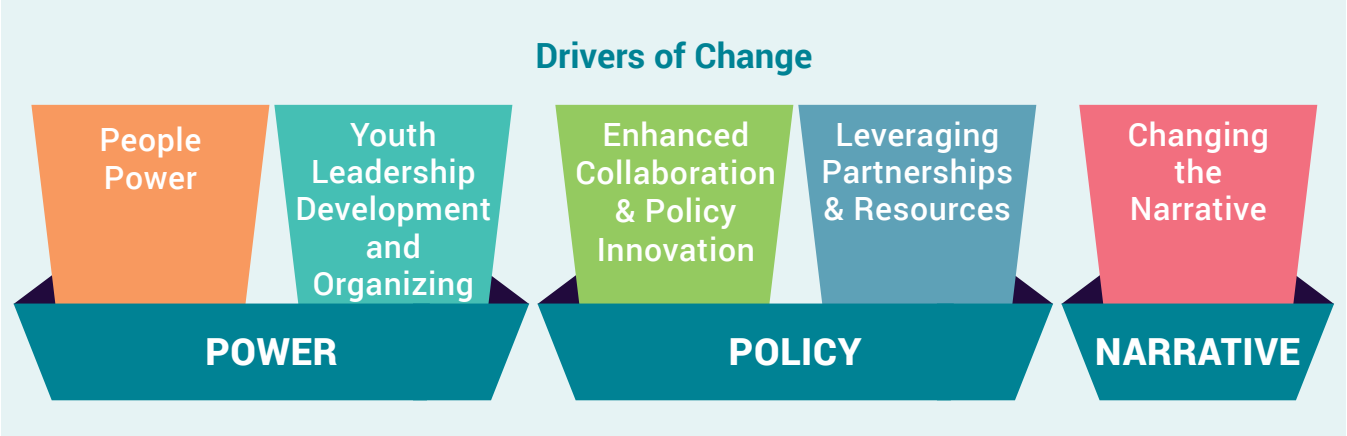 Drivers of Change
People
Power
Youth
Leadership
Development
and
Organizing
Enhanced
Collaboration
& Policy
Innovation
Leveraging
Partnerships
& Resources
Changing
the
Narrative
POWER
POLICY
NARRATIVE